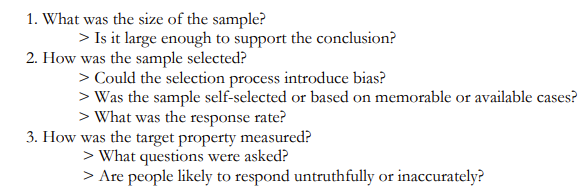 1. What was the size of the sample?
> Is it large enough to support the conclusion?
2. How was the sample selected?
> Could the selection process introduce bias?
> Was the sample self-selected or based on memorable or available cases?
> What was the response rate?
3. How was the target property measured?
> What questions were asked?
> Are people likely to respond untruthfully or inaccurately?